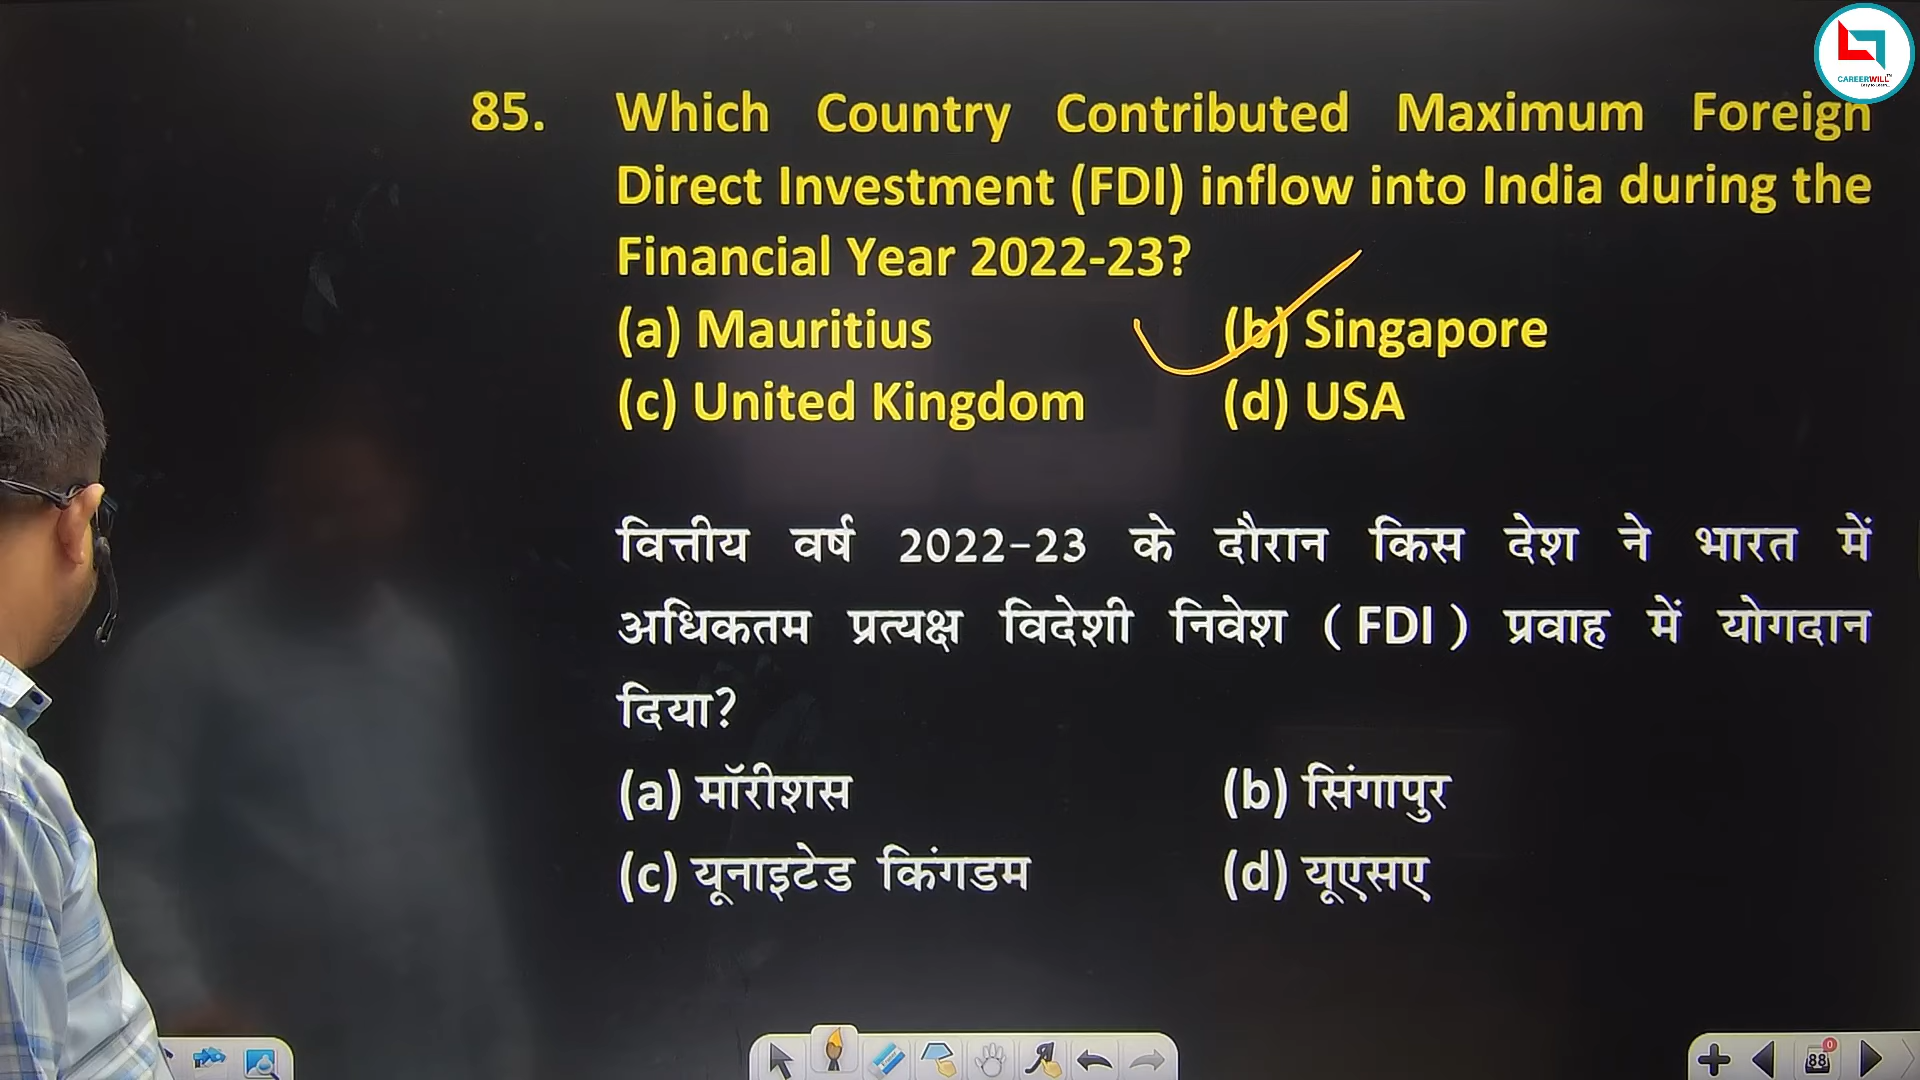 CAREERWILL
85. Which Country Contributed Maximum Foreign
Direct Investment (FDI) inflow into India during the
Financial Year 2022-23?
(a) Mauritius (b) Singapore
(c) United Kingdom (d) USA
वित्तीय वर्ष 2022-23 के दौरान किस देश ने भारत में
अधिकतम प्रत्यक्ष विदेशी निवेश (FDI) प्रवाह में योगदान
दिया?
(a) मॉरीशस (b) सिंगापुर
(c) यूनाइटेड किंगडम (d) यूएसए
0
88